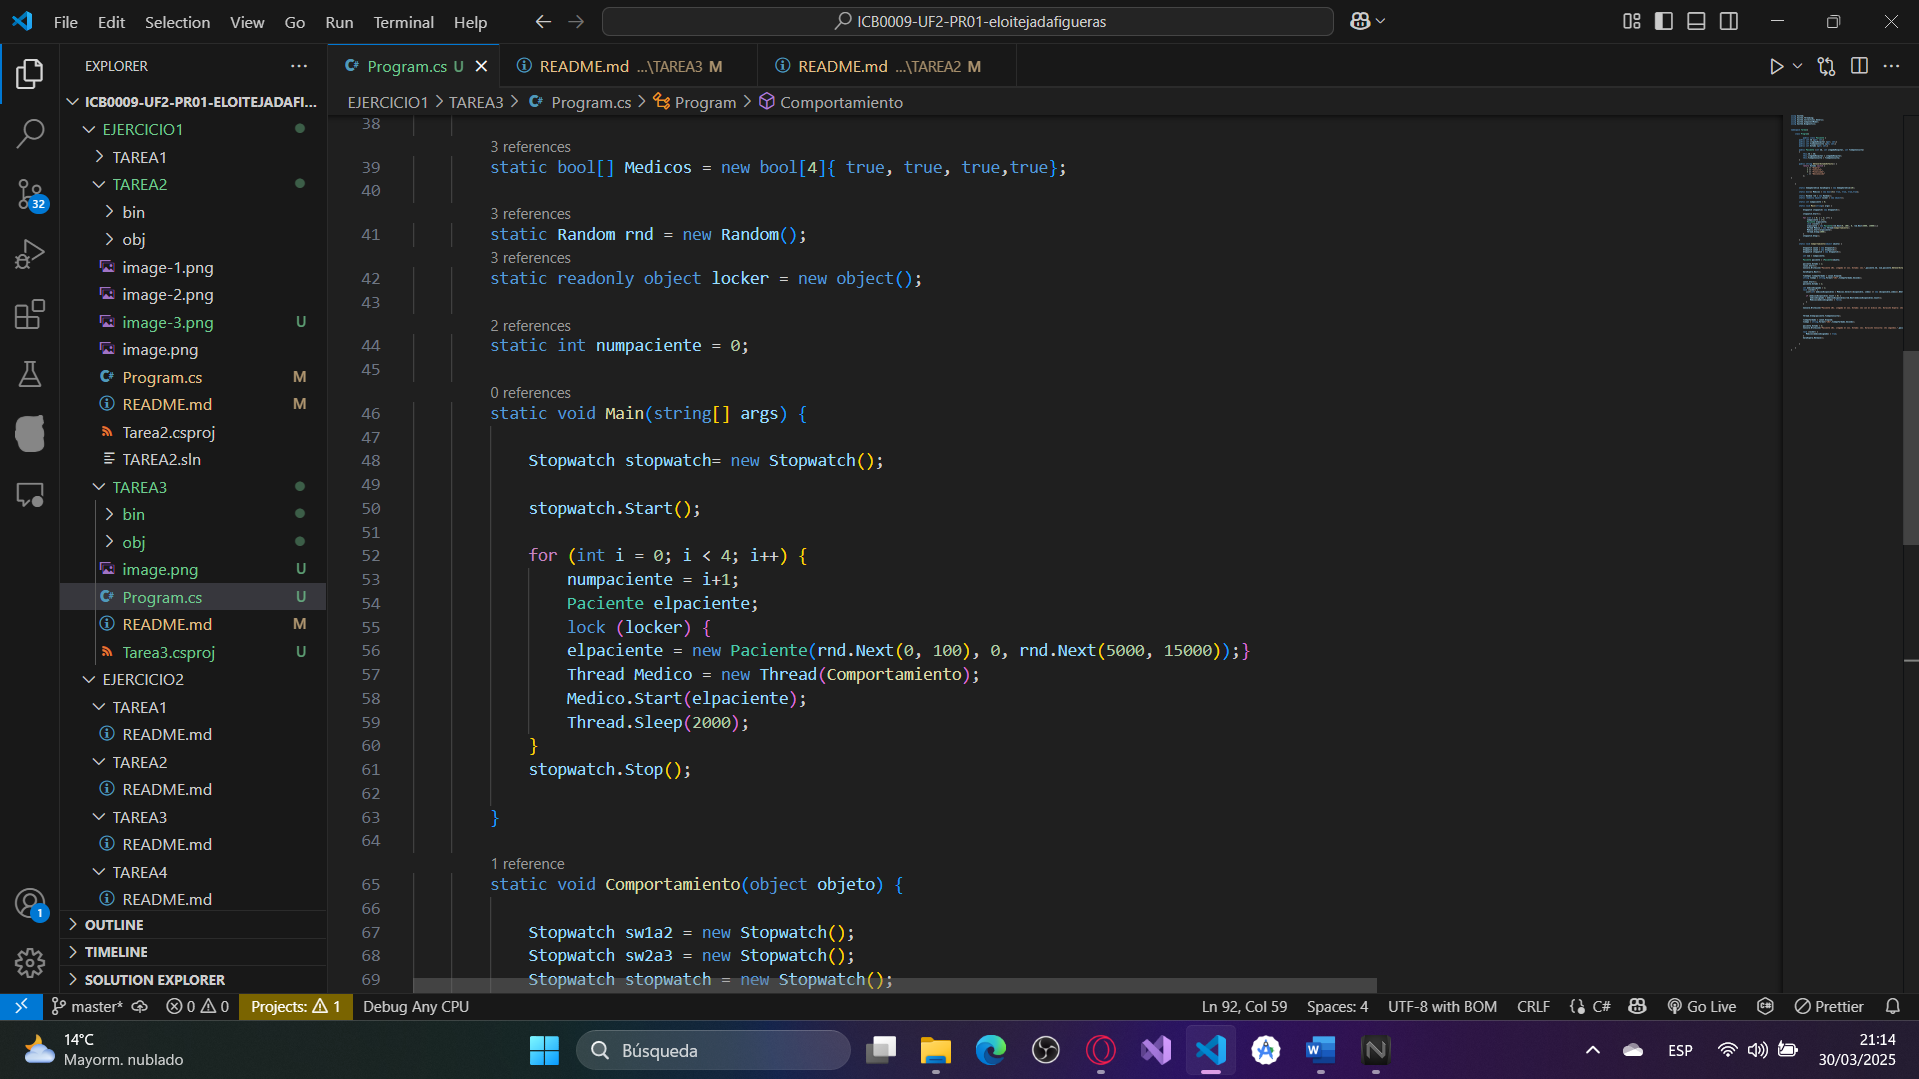 File Edit Selection View Go Run Terminal Help
ICB0009-UF2-PR01-eloitejadafigueras
EXPLORER
ICB0009-UF2-PR01-ELOITEJADAFI...
EJERCICIO1
TAREA1
TAREA2
bin
obj
image-1.png
image-2.png
image-3.png U
image.png
Program.cs M
README.md M
Tarea2.csproj
TAREA2.sln
TAREA3
bin
obj
image.png U
Program.cs U
README.md M
Tarea3.csproj U
EJERCICIO2
TAREA1
README.md
TAREA2
README.md
TAREA3
README.md
TAREA4
README.md
OUTLINE
TIMELINE
SOLUTION EXPLORER
32
1
Program.cs U
README.md ...\TAREA3 M
README.md ...\TAREA2 M
EJERCICIO1 > TAREA3 > Program.cs > Program > Comportamiento
38
3 references
39 static bool[] Medicos = new bool[4]{ true, true, true,true};
40
3 references
41 static Random rnd = new Random();
3 references
42 static readonly object locker = new object();
43
2 references
44 static int numpaciente = 0;
45
0 references
46 static void Main(string[] args) {
47
48 Stopwatch stopwatch= new Stopwatch();
49
50 stopwatch.Start();
51
52 for (int i = 0; i < 4; i++) {
53 numpaciente = i+1;
54 Paciente elpaciente;
55 lock (locker) {
56 elpaciente = new Paciente(rnd.Next(0, 100), 0, rnd.Next(5000, 15000));}
57 Thread Medico = new Thread(Comportamiento);
58 Medico.Start(elpaciente);
59 Thread.Sleep(2000);
60 }
61 stopwatch.Stop();
62
63 }
64
1 reference
65 static void Comportamiento(object objeto) {
66
67 Stopwatch sw1a2 = new Stopwatch();
68 Stopwatch sw2a3 = new Stopwatch();
69 Stopwatch stopwatch = new Stopwatch();
master* 0 0 Projects: 1 Debug Any CPU
Ln 92, Col 59 Spaces: 4 UTF-8 with BOM CRLF {} C# Go Live Prettier
14°C
Mayorm. nublado
Búsqueda
ESP
21:14
30/03/2025